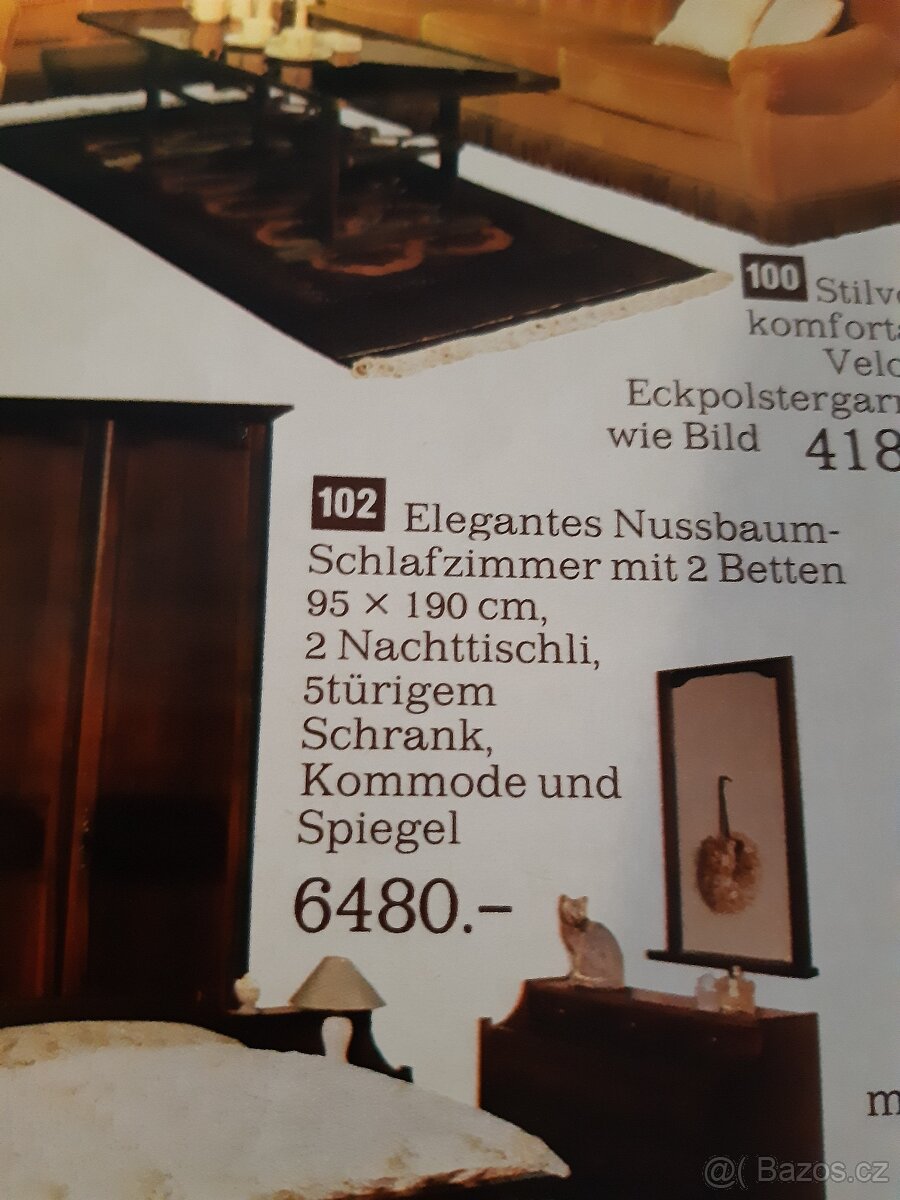 100 Stilvo
komforta
Velo
Eckpolstergarn
wie Bild 418
102 Elegantes Nussbaum-
Schlafzimmer mit 2 Betten
95 × 190 cm,
2 Nachttischli,
5türigem
Schrank,
Kommode und
Spiegel
6480.–
m
@( Bazos.cz